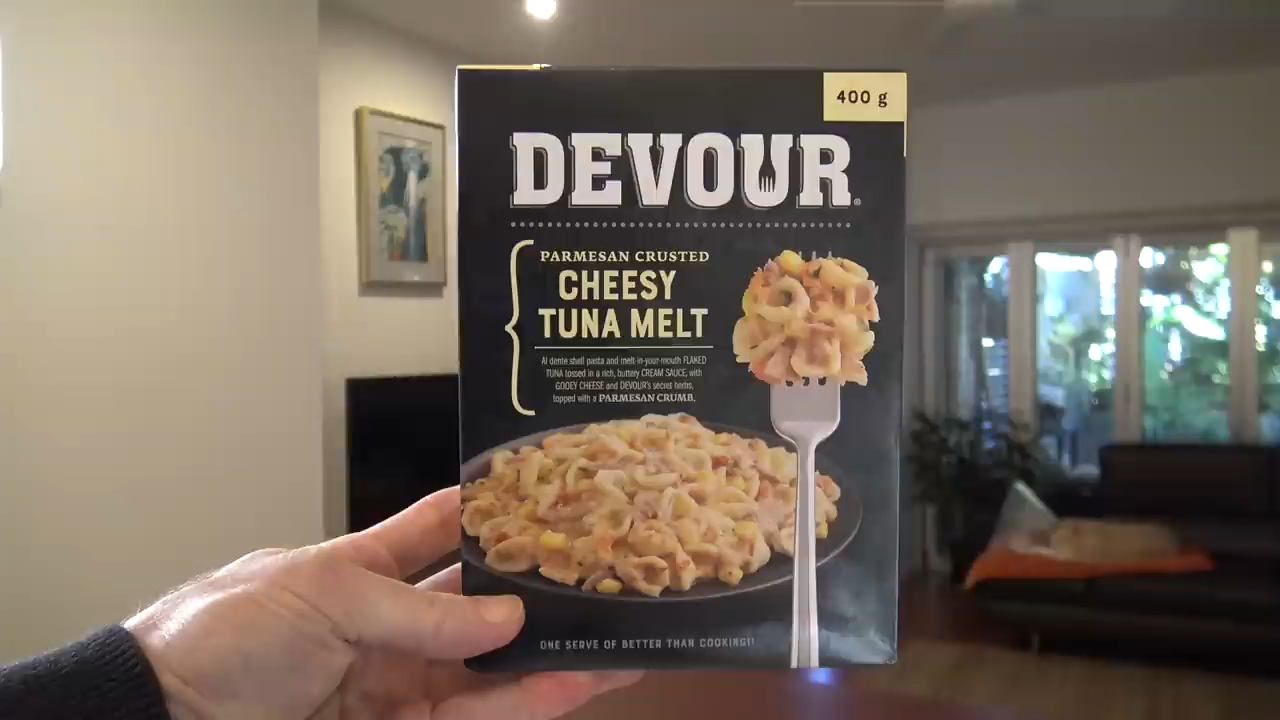 400 g
DEVOUR®
PARMESAN CRUSTED
CHEESY
TUNA MELT
Al dente shell pasta and melt-in-your-mouth FLAKED
TUNA tossed in a rich, buttery CREAM SAUCE, with
GOOEY CHEESE and DEVOUR's secret herbs,
topped with a PARMESAN CRUMB.
ONE SERVE OF BETTER THAN COOKING!!